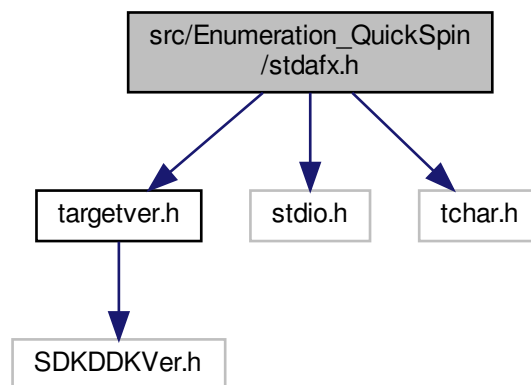 src/Enumeration_QuickSpin
/stdafx.h
targetver.h
stdio.h
tchar.h
SDKDDKVer.h